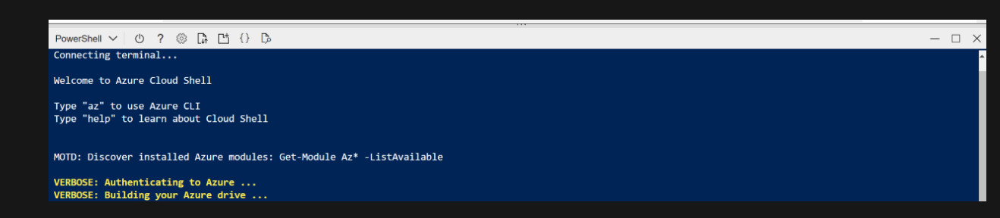 PowerShell
Connecting terminal...
Welcome to Azure Cloud Shell
Type "az" to use Azure CLI
Type "help" to learn about Cloud Shell
MOTD: Discover installed Azure modules: Get-Module Az* -ListAvailable
VERBOSE: Authenticating to Azure ...
VERBOSE: Building your Azure drive ...